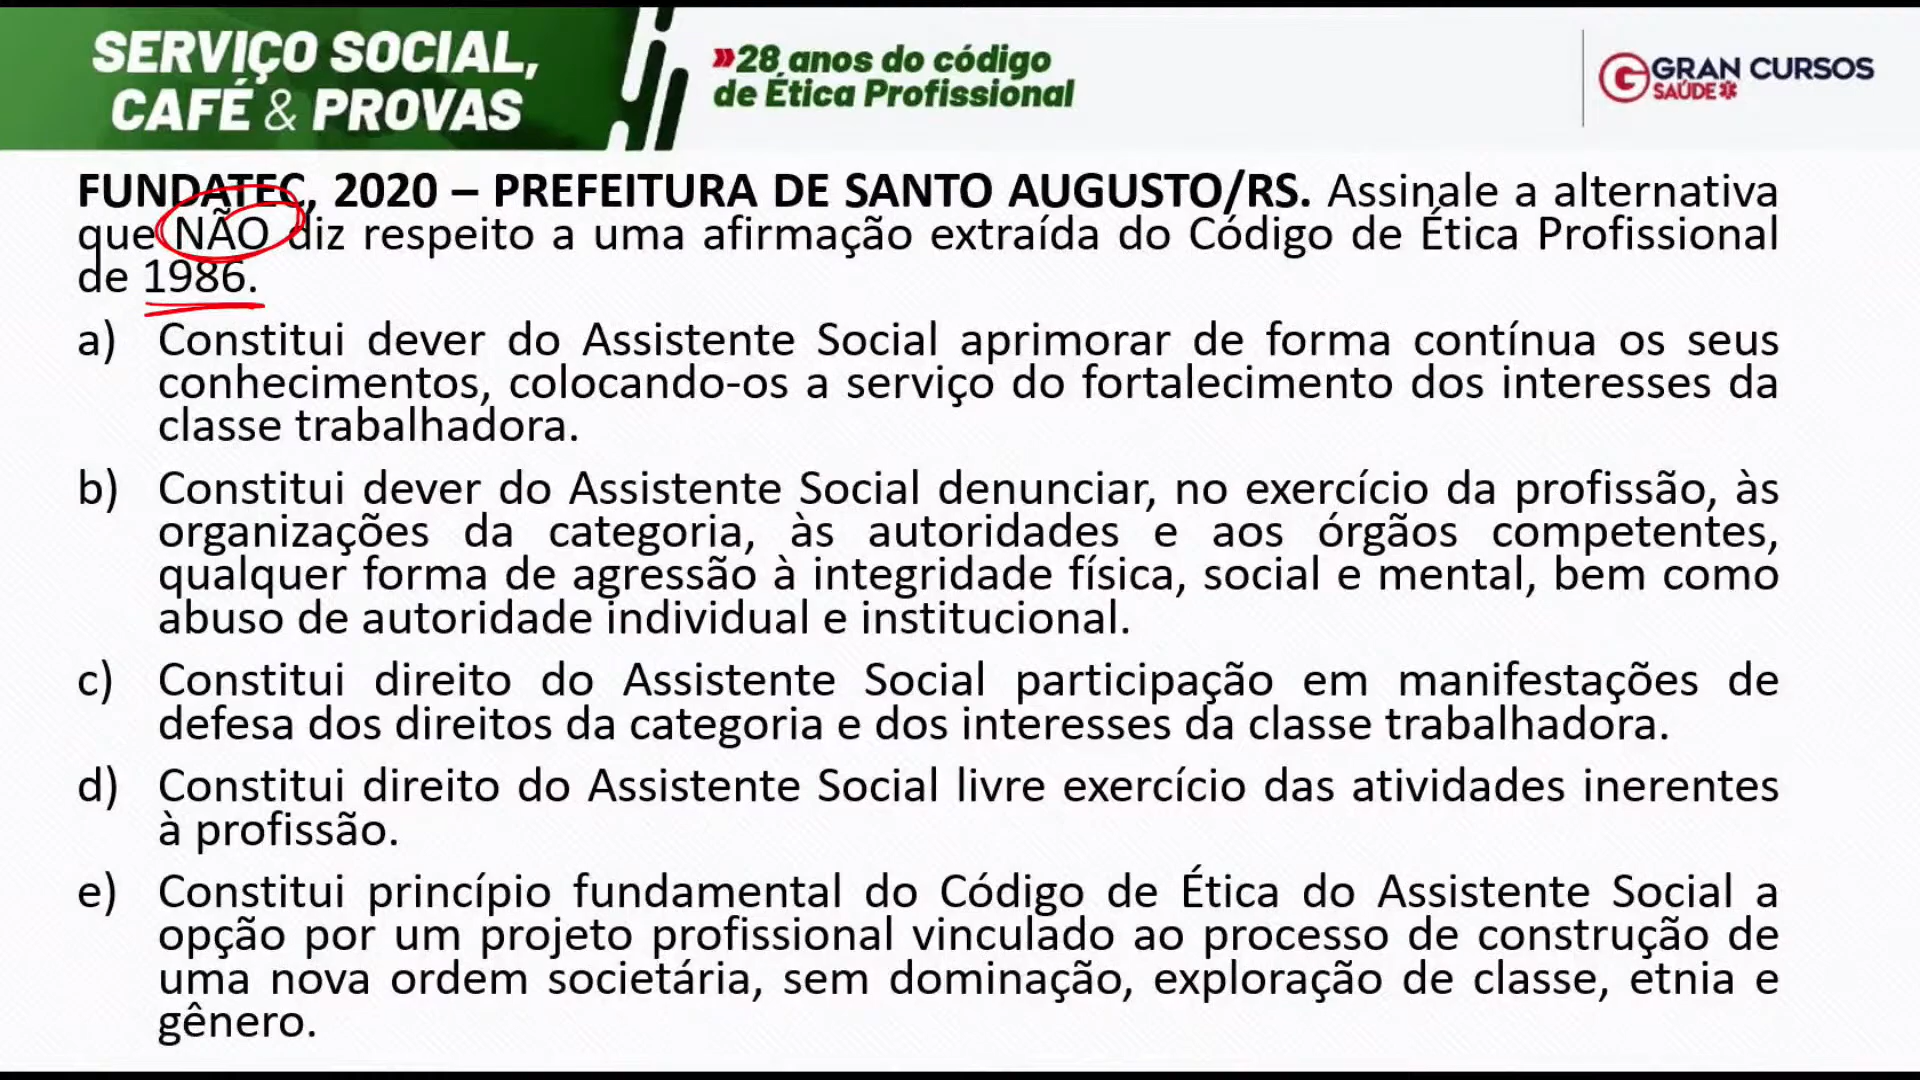 SERVIÇO SOCIAL,
CAFÉ & PROVAS
»28 anos do código
de Ética Profissional
GRAN CURSOS
SAÚDE
FUNDATEC, 2020 – PREFEITURA DE SANTO AUGUSTO/RS. Assinale a alternativa
que NÃO diz respeito a uma afirmação extraída do Código de Ética Profissional
de 1986.
a) Constitui dever do Assistente Social aprimorar de forma contínua os seus
conhecimentos, colocando-os a serviço do fortalecimento dos interesses da
classe trabalhadora.
b) Constitui dever do Assistente Social denunciar, no exercício da profissão, às
organizações da categoria, às autoridades e aos órgãos competentes,
qualquer forma de agressão à integridade física, social e mental, bem como
abuso de autoridade individual e institucional.
c) Constitui direito do Assistente Social participação em manifestações de
defesa dos direitos da categoria e dos interesses da classe trabalhadora.
d) Constitui direito do Assistente Social livre exercício das atividades inerentes
à profissão.
e) Constitui princípio fundamental do Código de Ética do Assistente Social a
opção por um projeto profissional vinculado ao processo de construção de
uma nova ordem societária, sem dominação, exploração de classe, etnia e
gênero.